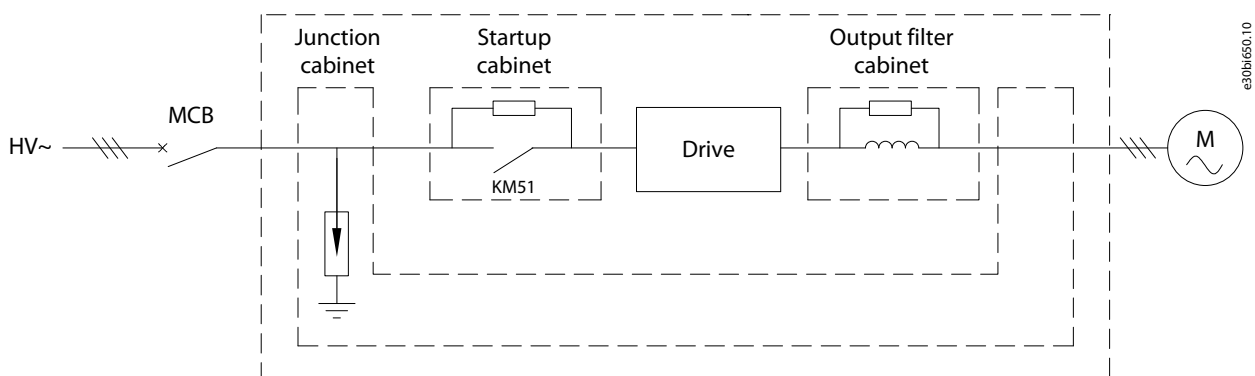 Junction
cabinet
Startup
cabinet
Output filter
cabinet
e30bi650.10
HV~
MCB
KM51
Drive
M